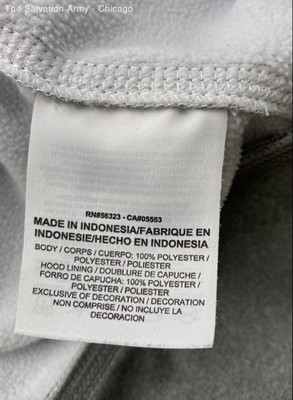 The Salvation Army - Chicago
RN#56323 - CA#05553
MADE IN INDONESIA/FABRIQUE EN
INDONESIE/HECHO EN INDONESIA
BODY / CORPS / CUERPO: 100% POLYESTER /
POLYESTER / POLIESTER
HOOD LINING / DOUBLURE DE CAPUCHE /
FORRO DE CAPUCHA: 100% POLYESTER /
POLYESTER / POLIESTER
EXCLUSIVE OF DECORATION / DECORATION
NON COMPRISE / NO INCLUYE LA
DECORACION